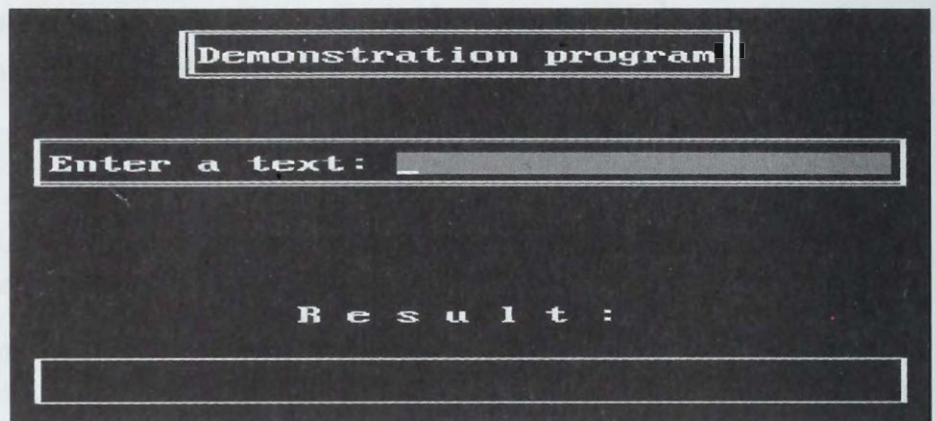 Demonstration program
Enter a text:
R e s u l t :